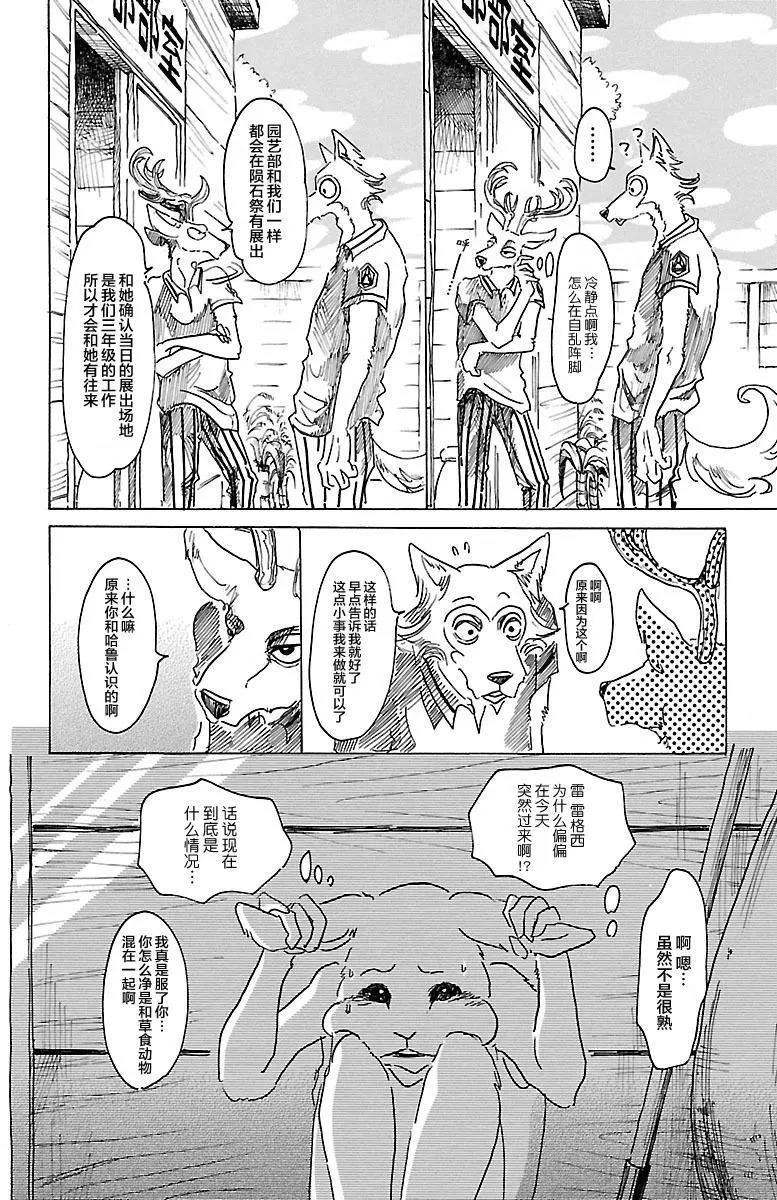 ……
冷静点啊我…
怎么在自乱阵脚
园艺部和我们一样
都会在陨石祭有展出
和她确认当日的展出场地
是我们三年级的工作
所以才会和她有往来
啊啊
原来因为这个啊
这样的话
早点告诉我就好了
这点小事我来做就可以了
…什么嘛
原来你和哈鲁认识的啊
啊嗯…
虽然不是很熟
雷 雷格西
为什么偏偏
在今天
突然过来啊!?
话说现在
到底是
什么情况…
我真是服了你…
你怎么净是和草食动物
混在一起啊